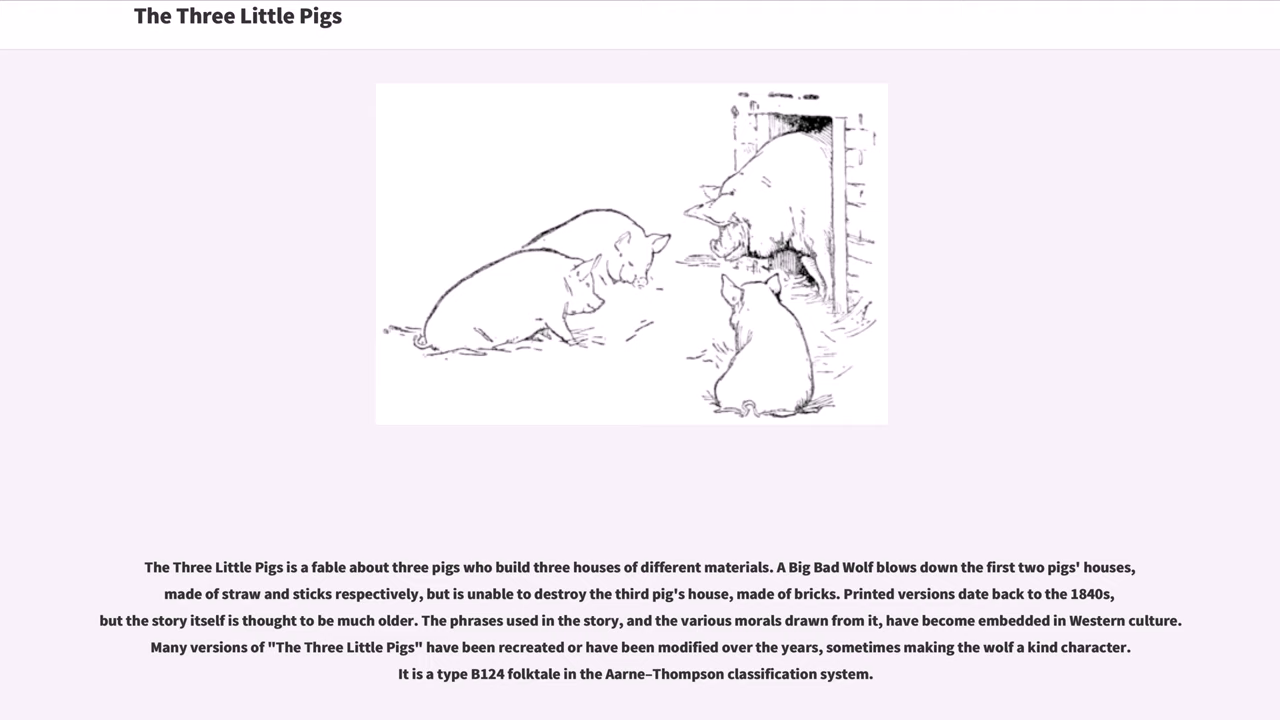 The Three Little Pigs
The Three Little Pigs is a fable about three pigs who build three houses of different materials. A Big Bad Wolf blows down the first two pigs' houses,
made of straw and sticks respectively, but is unable to destroy the third pig's house, made of bricks. Printed versions date back to the 1840s,
but the story itself is thought to be much older. The phrases used in the story, and the various morals drawn from it, have become embedded in Western culture.
Many versions of "The Three Little Pigs" have been recreated or have been modified over the years, sometimes making the wolf a kind character.
It is a type B124 folktale in the Aarne–Thompson classification system.